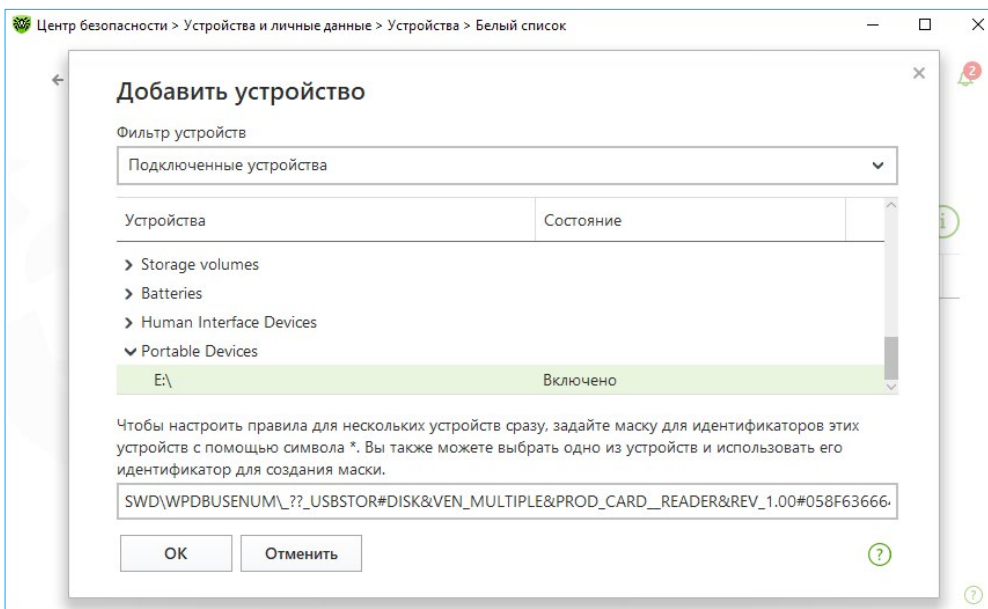 Центр безопасности > Устройства и личные данные > Устройства > Белый список
2
Добавить устройство
Фильтр устройств
Подключенные устройства
Устройства Состояние
Storage volumes
Batteries
Human Interface Devices
Portable Devices
E:\ Включено
Чтобы настроить правила для нескольких устройств сразу, задайте маску для идентификаторов этих
устройств с помощью символа *. Вы также можете выбрать одно из устройств и использовать его
идентификатор для создания маски.
SWD\WPDBUSENUM\_??_USBSTOR#DISK&VEN_MULTIPLE&PROD_CARD__READER&REV_1.00#058F63666
ОК Отменить
?
?